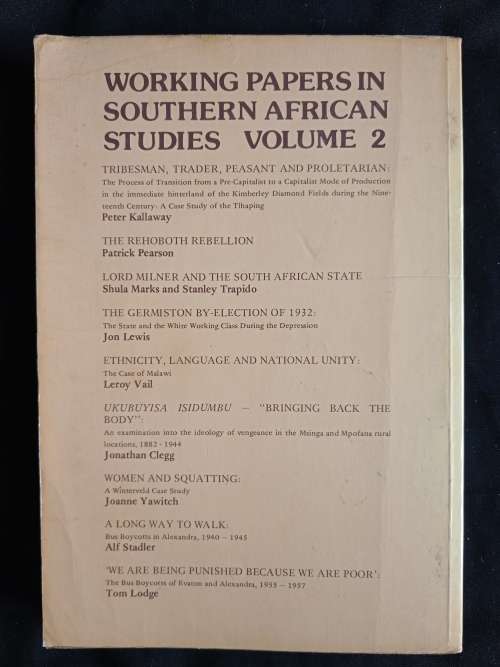 WORKING PAPERS IN
SOUTHERN AFRICAN
STUDIES VOLUME 2
TRIBESMAN, TRADER, PEASANT AND PROLETARIAN:
The Process of Transition from a Pre-Capitalist to a Capitalist Mode of Production
in the immediate hinterland of the Kimberley Diamond Fields during the Nine-
teenth Century: A Case Study of the Tlhaping
Peter Kallaway
THE REHOBOTH REBELLION
Patrick Pearson
LORD MILNER AND THE SOUTH AFRICAN STATE
Shula Marks and Stanley Trapido
THE GERMISTON BY-ELECTION OF 1932:
The State and the White Working Class During the Depression
Jon Lewis
ETHNICITY, LANGUAGE AND NATIONAL UNITY:
The Case of Malawi
Leroy Vail
UKUBUYISA ISIDUMBU – "BRINGING BACK THE
BODY":
An examination into the ideology of vengeance in the Msinga and Mpofana rural
locations, 1882 - 1944
Jonathan Clegg
WOMEN AND SQUATTING:
A Winterveld Case Study
Joanne Yawitch
A LONG WAY TO WALK:
Bus Boycotts in Alexandra, 1940 – 1945
Alf Stadler
'WE ARE BEING PUNISHED BECAUSE WE ARE POOR':
The Bus Boycotts of Evaton and Alexandra, 1955 – 1957
Tom Lodge